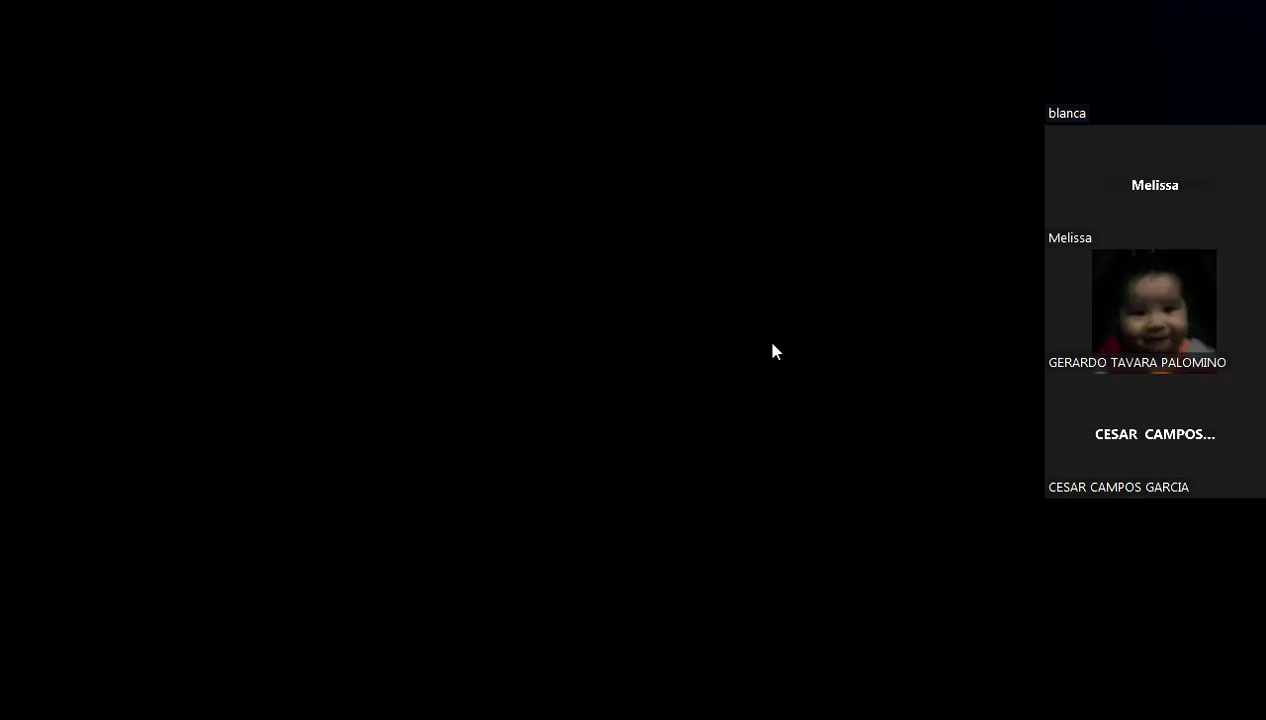 blanca
Melissa
Melissa
GERARDO TAVARA PALOMINO
CESAR CAMPOS...
CESAR CAMPOS GARCIA